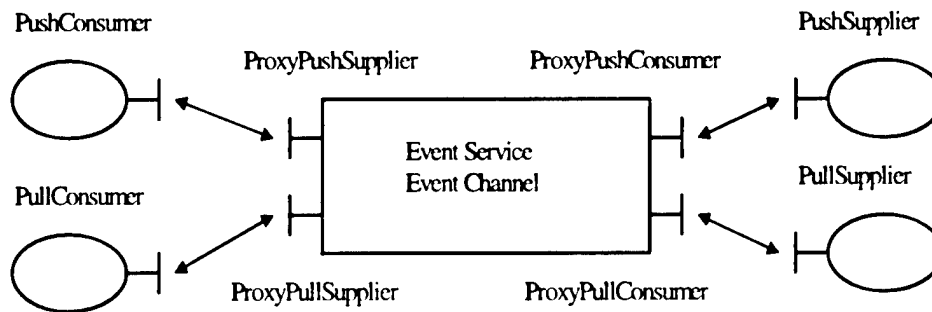 PushConsumer
PushSupplier
ProxyPushSupplier
ProxyPushConsumer
Event Service
Event Channel
PullConsumer
PullSupplier
ProxyPullSupplier
ProxyPullConsumer